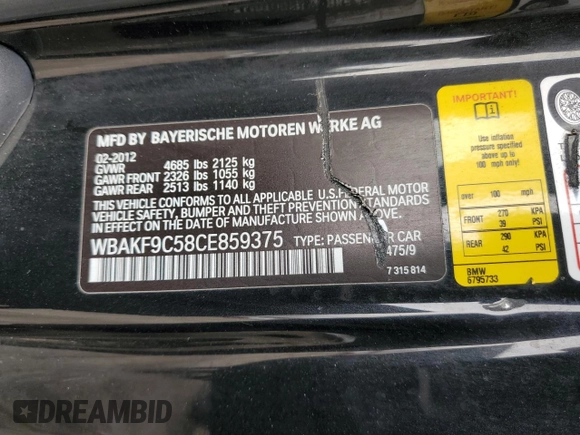 MFD BY BAYERISCHE MOTOREN WERKE AG
02-2012
GVWR 4685 lbs 2125 kg
GAWR FRONT 2326 lbs 1055 kg
GAWR REAR 2513 lbs 1140 kg
THIS VEHICLE CONFORMS TO ALL APPLICABLE U.S. FEDERAL MOTOR
VEHICLE SAFETY, BUMPER AND THEFT PREVENTION STANDARDS
IN EFFECT ON THE DATE OF MANUFACTURE SHOWN ABOVE.
WBAKF9C58CE859375 TYPE: PASSENGER CAR
475/9
7 315 814
Use inflation
pressure specified
above for
speeds up to
100 mph only!
over 100 mph
FRONT 270 KPA
39 PSI
REAR 290 KPA
42 PSI
BMW
6795733
DREAMBID